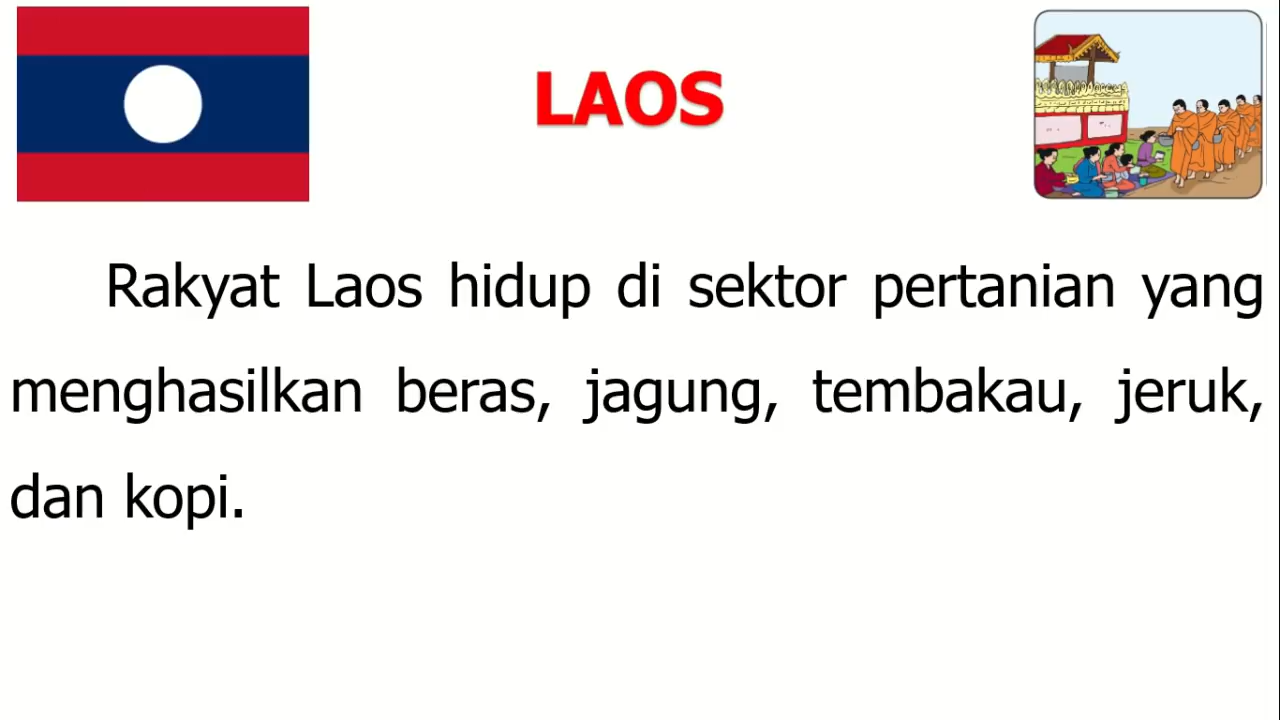 LAOS
Rakyat Laos hidup di sektor pertanian yang
menghasilkan beras, jagung, tembakau, jeruk,
dan kopi.